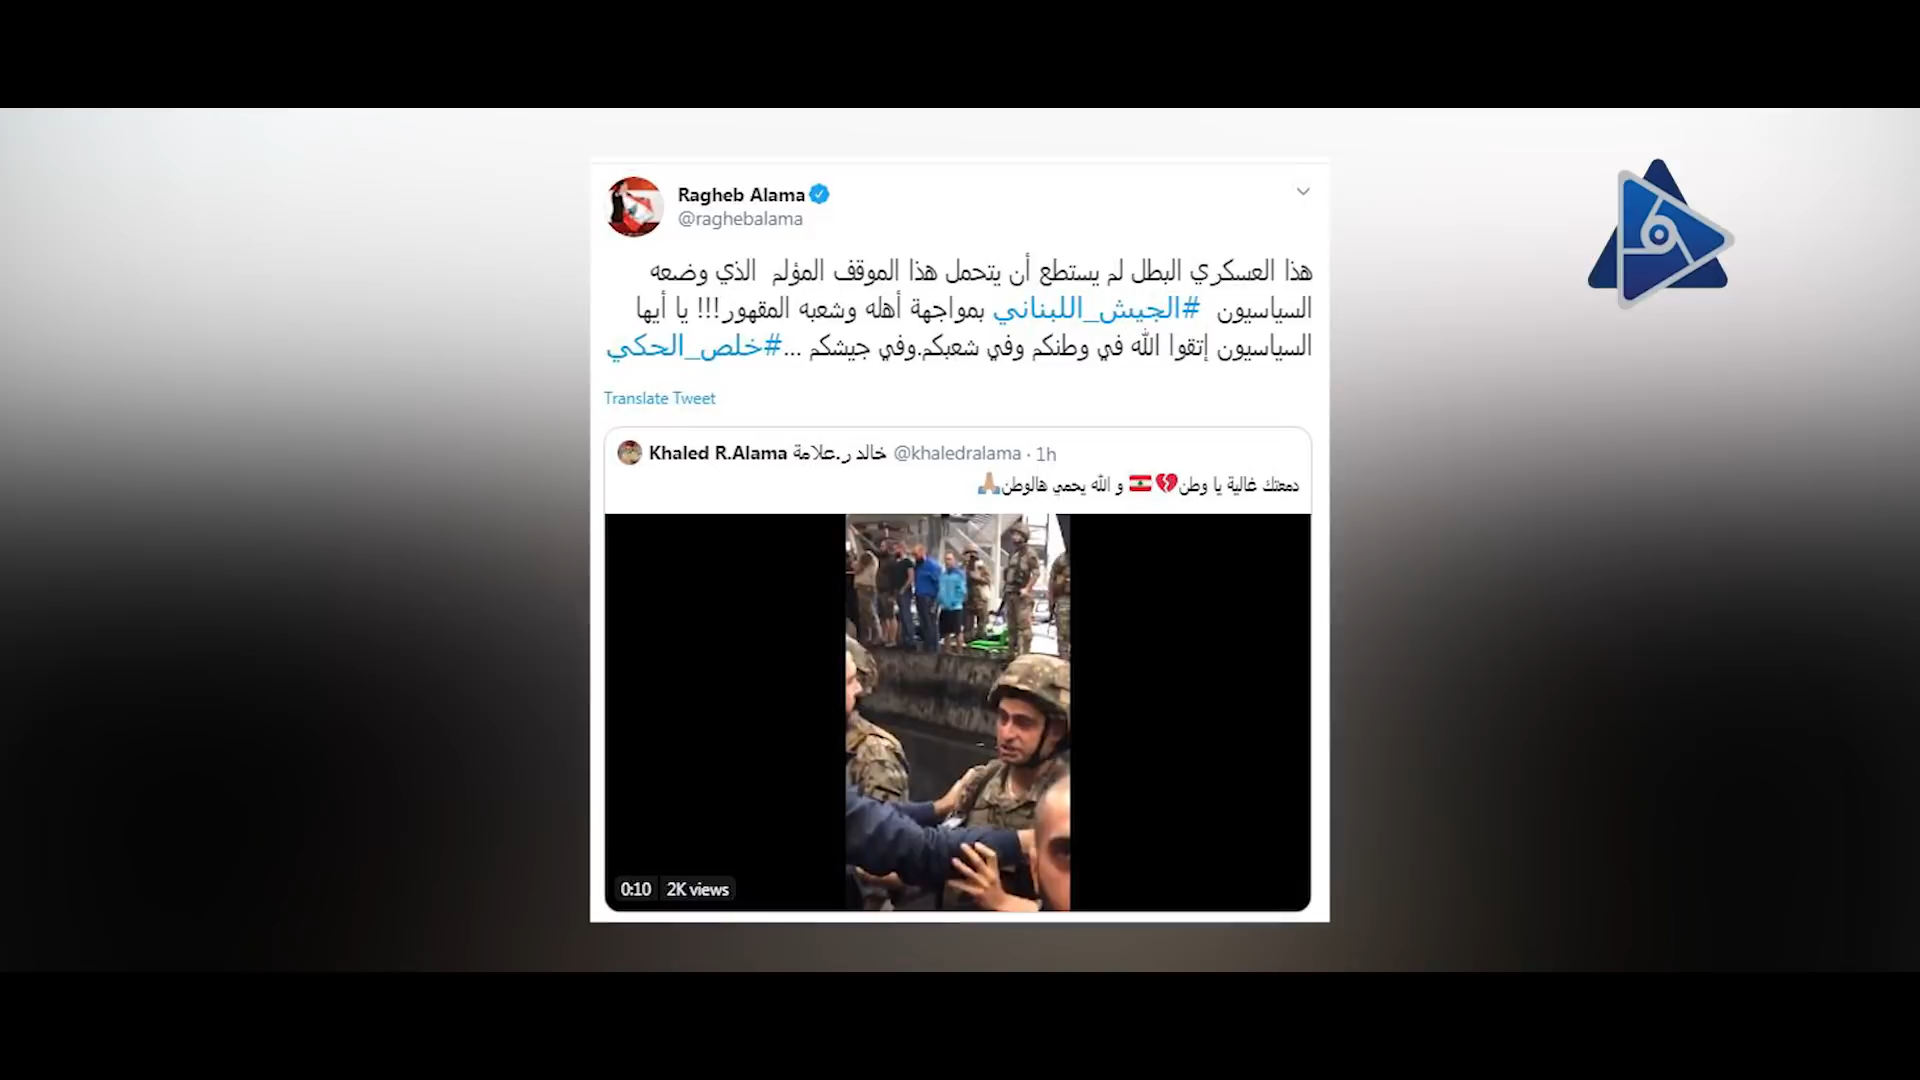 Ragheb Alama
@raghebalama
هذا العسكري البطل لم يستطع أن يتحمل هذا الموقف المؤلم الذي وضعه
السياسيون #الجيش_اللبناني بمواجهة أهله وشعبه المقهور!!! يا أيها
السياسيون إتقوا الله في وطنكم وفي شعبكم.وفي جيشكم ...#خلص_الحكي
Translate Tweet
Khaled R.Alama خالد ر.علامة @khaledralama · 1h
دمعتك غالية يا وطن💔🇱🇧 و الله يحمي هالوطن🙏🏽
0:10 2K views